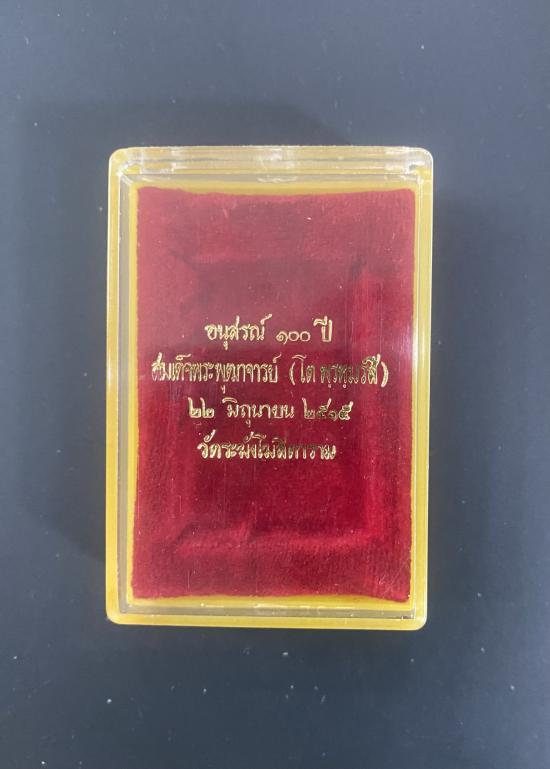 อนุสรณ์ ๑๐๐ ปี
สมเด็จพระพุฒาจารย์ (โต พฺรหฺมรํสี)
๒๒ มิถุนายน ๒๕๑๕
วัดระฆังโฆสิตาราม